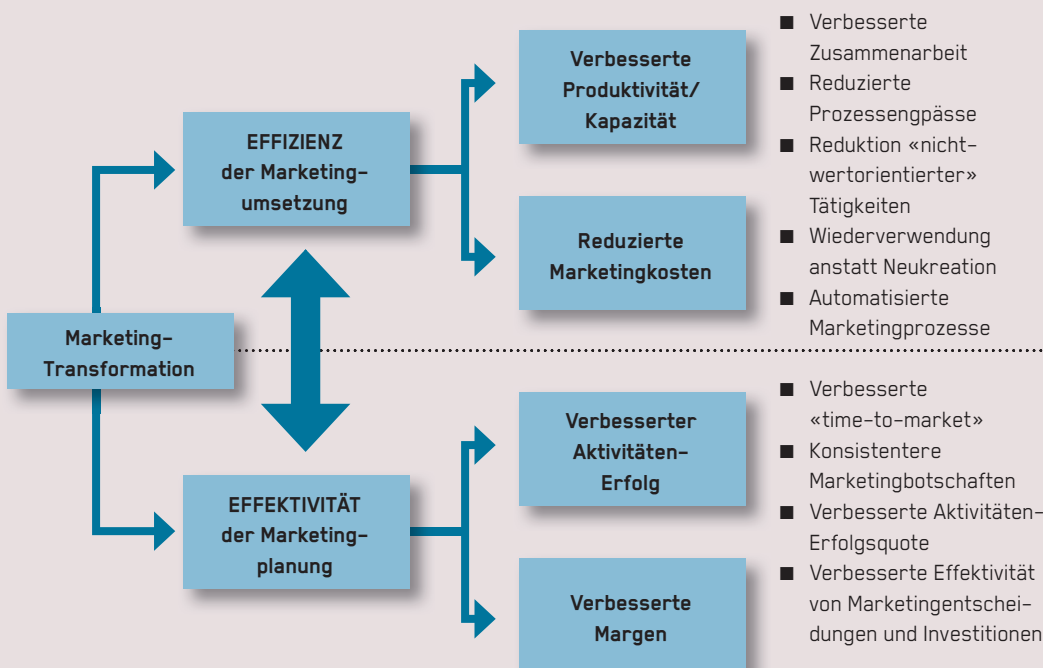 Marketing-
Transformation
EFFIZIENZ
der Marketing-
umsetzung
Verbesserte
Produktivität/
Kapazität
Reduzierte
Marketingkosten
■ Verbesserte
Zusammenarbeit
■ Reduzierte
Prozessengpässe
■ Reduktion «nicht-
wertorientierter»
Tätigkeiten
■ Wiederverwendung
anstatt Neukreation
■ Automatisierte
Marketingprozesse
EFFEKTIVITÄT
der Marketing-
planung
Verbesserter
Aktivitäten-
Erfolg
Verbesserte
Margen
■ Verbesserte
«time-to-market»
■ Konsistentere
Marketingbotschaften
■ Verbesserte Aktivitäten-
Erfolgsquote
■ Verbesserte Effektivität
von Marketingentschei-
dungen und Investitionen